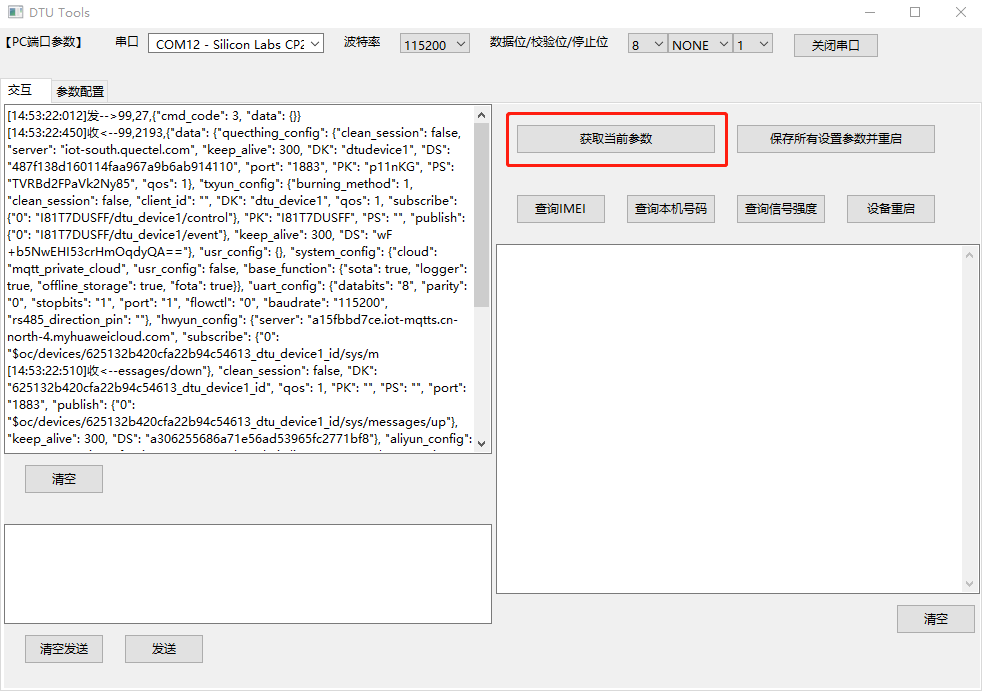 DTU Tools
【PC端口参数】 串口 COM12 - Silicon Labs CP2 波特率 115200 数据位/校验位/停止位 8 NONE 1 关闭串口
交互 参数配置
[14:53:22:012]发-->99,27,{"cmd_code": 3, "data": {}}
[14:53:22:450]收<--99,2193,{"data": {"quecthing_config": {"clean_session": false,
"server": "iot-south.quectel.com", "keep_alive": 300, "DK": "dtudevice1", "DS":
"487f138d160114faa967a9b6ab914110", "port": "1883", "PK": "p11nKG", "PS":
"TVRBd2FPaVk2Ny85", "qos": 1}, "txyun_config": {"burning_method": 1,
"clean_session": false, "client_id": "", "DK": "dtu_device1", "qos": 1, "subscribe":
{"0": "I81T7DUSFF/dtu_device1/control"}, "PK": "I81T7DUSFF", "PS": "", "publish":
{"0": "I81T7DUSFF/dtu_device1/event"}, "keep_alive": 300, "DS": "wF
+b5NwEHI53crHmOqdyQA=="}, "usr_config": {}, "system_config": {"cloud":
"mqtt_private_cloud", "usr_config": false, "base_function": {"sota": true, "logger":
true, "offline_storage": true, "fota": true}}, "uart_config": {"databits": "8", "parity":
"0", "stopbits": "1", "port": "1", "flowctl": "0", "baudrate": "115200",
"rs485_direction_pin": ""}, "hwyun_config": {"server": "a15fbbd7ce.iot-mqtts.cn-
north-4.myhuaweicloud.com", "subscribe": {"0":
"$oc/devices/625132b420cfa22b94c54613_dtu_device1_id/sys/m
[14:53:22:510]收<--essages/down"}, "clean_session": false, "DK":
"625132b420cfa22b94c54613_dtu_device1_id", "qos": 1, "PK": "", "PS": "", "port":
"1883", "publish": {"0":
"$oc/devices/625132b420cfa22b94c54613_dtu_device1_id/sys/messages/up"},
"keep_alive": 300, "DS": "a306255686a71e56ad53965fc2771bf8"}, "aliyun_config":
清空
清空发送 发送
获取当前参数 保存所有设置参数并重启
查询IMEI 查询本机号码 查询信号强度 设备重启
清空